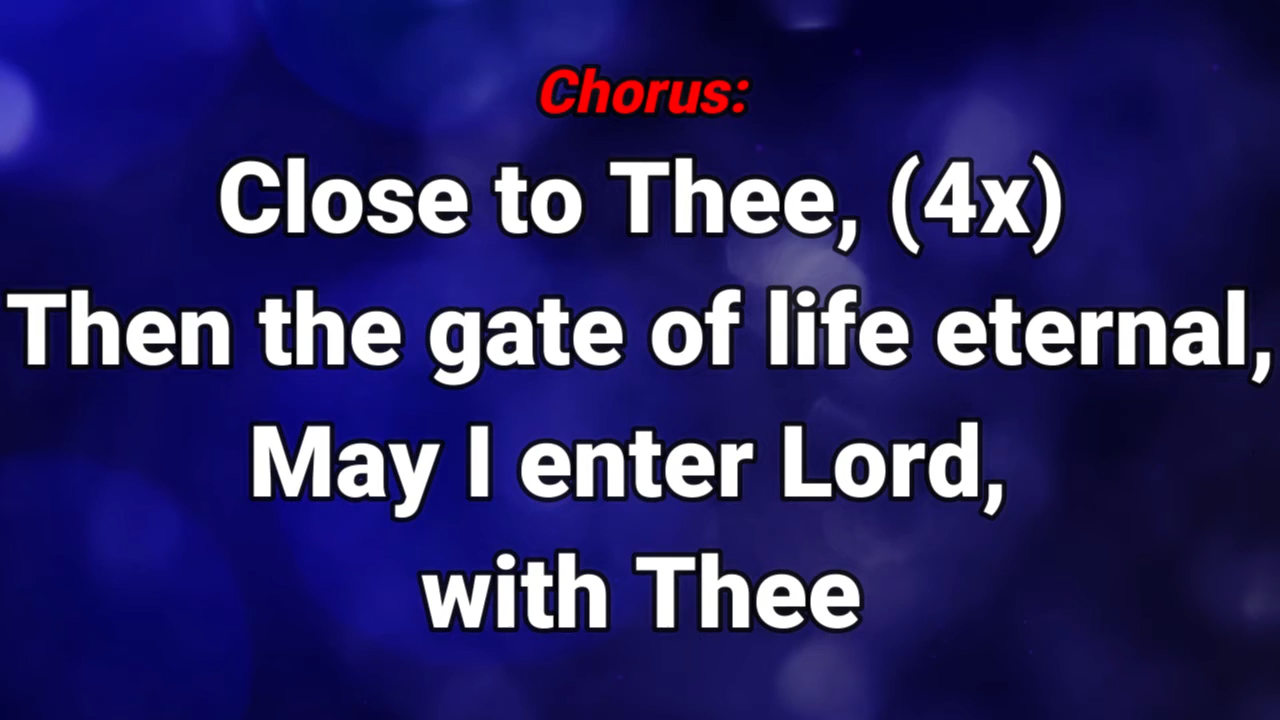 Chorus:
Close to Thee, (4x)
Then the gate of life eternal,
May I enter Lord,
with Thee